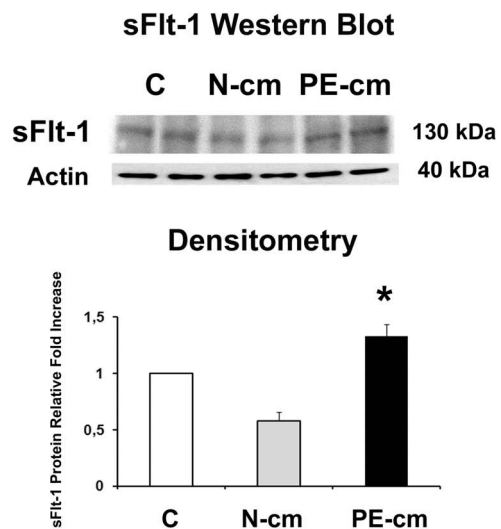 sFlt-1 Western Blot
C N-cm PE-cm
sFlt-1 130 kDa
Actin 40 kDa
Densitometry
sFlt-1 Protein Relative Fold Increase
*
1,5
1
0,5
0
C N-cm PE-cm